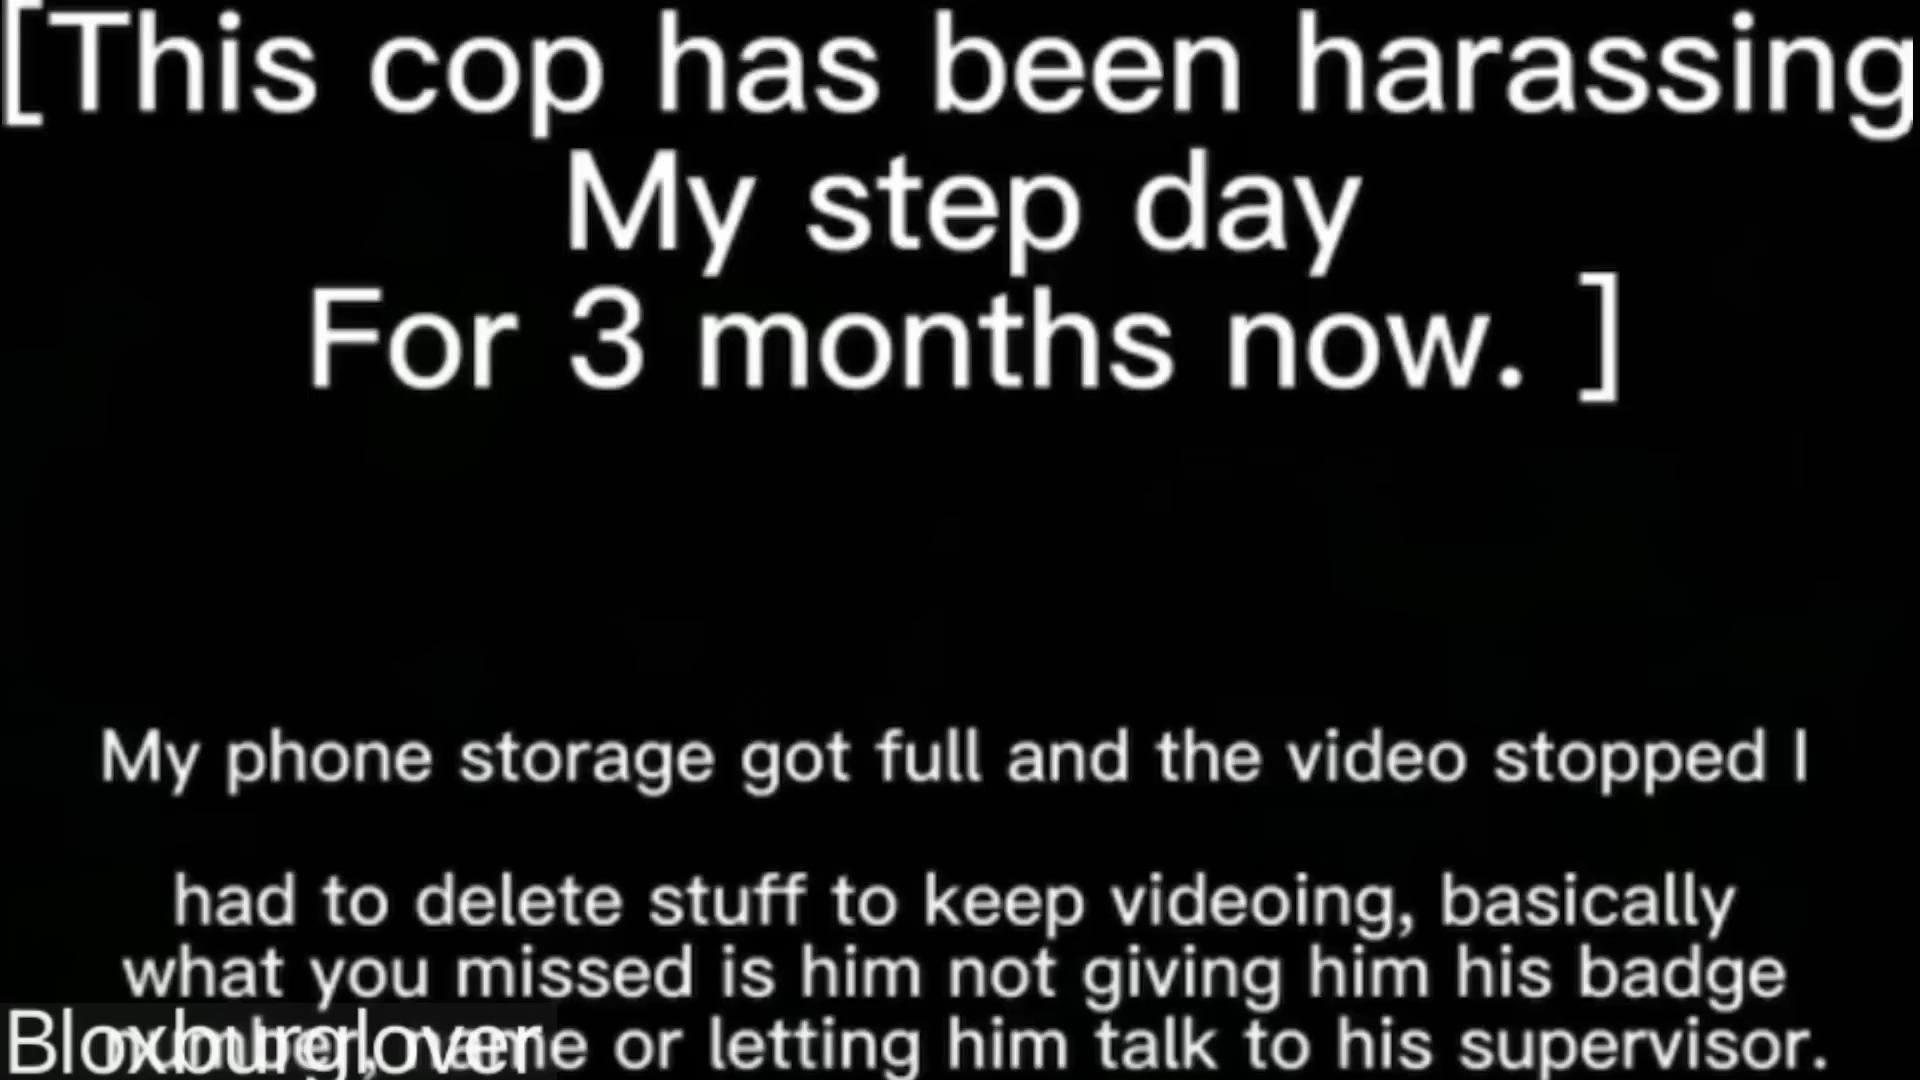 [This cop has been harassing
My step day
For 3 months now. ]
My phone storage got full and the video stopped I
had to delete stuff to keep videoing, basically
what you missed is him not giving him his badge
number, name or letting him talk to his supervisor.
Bloxburglover